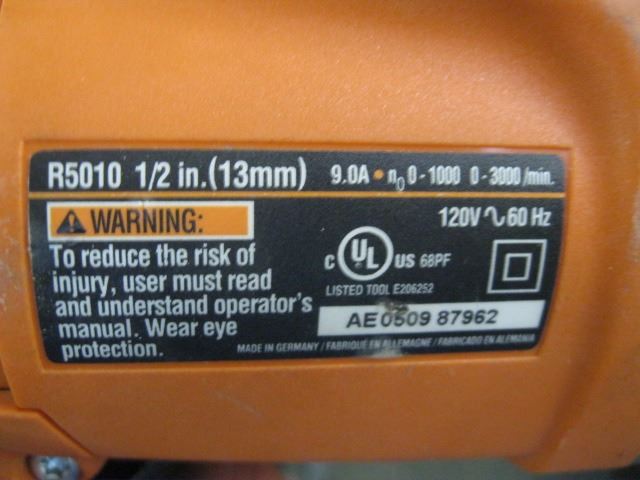 R5010 1/2 in.(13mm) 9.0A • n0 0-1000 0-3000/min.
WARNING:
120V ∿ 60 Hz
To reduce the risk of
injury, user must read
and understand operator's
manual. Wear eye
protection.
C UL US 68PF
LISTED TOOL E206252
AE 0509 87962
MADE IN GERMANY / FABRIQUÉ EN ALLEMAGNE / FABRICADO EN ALEMANIA